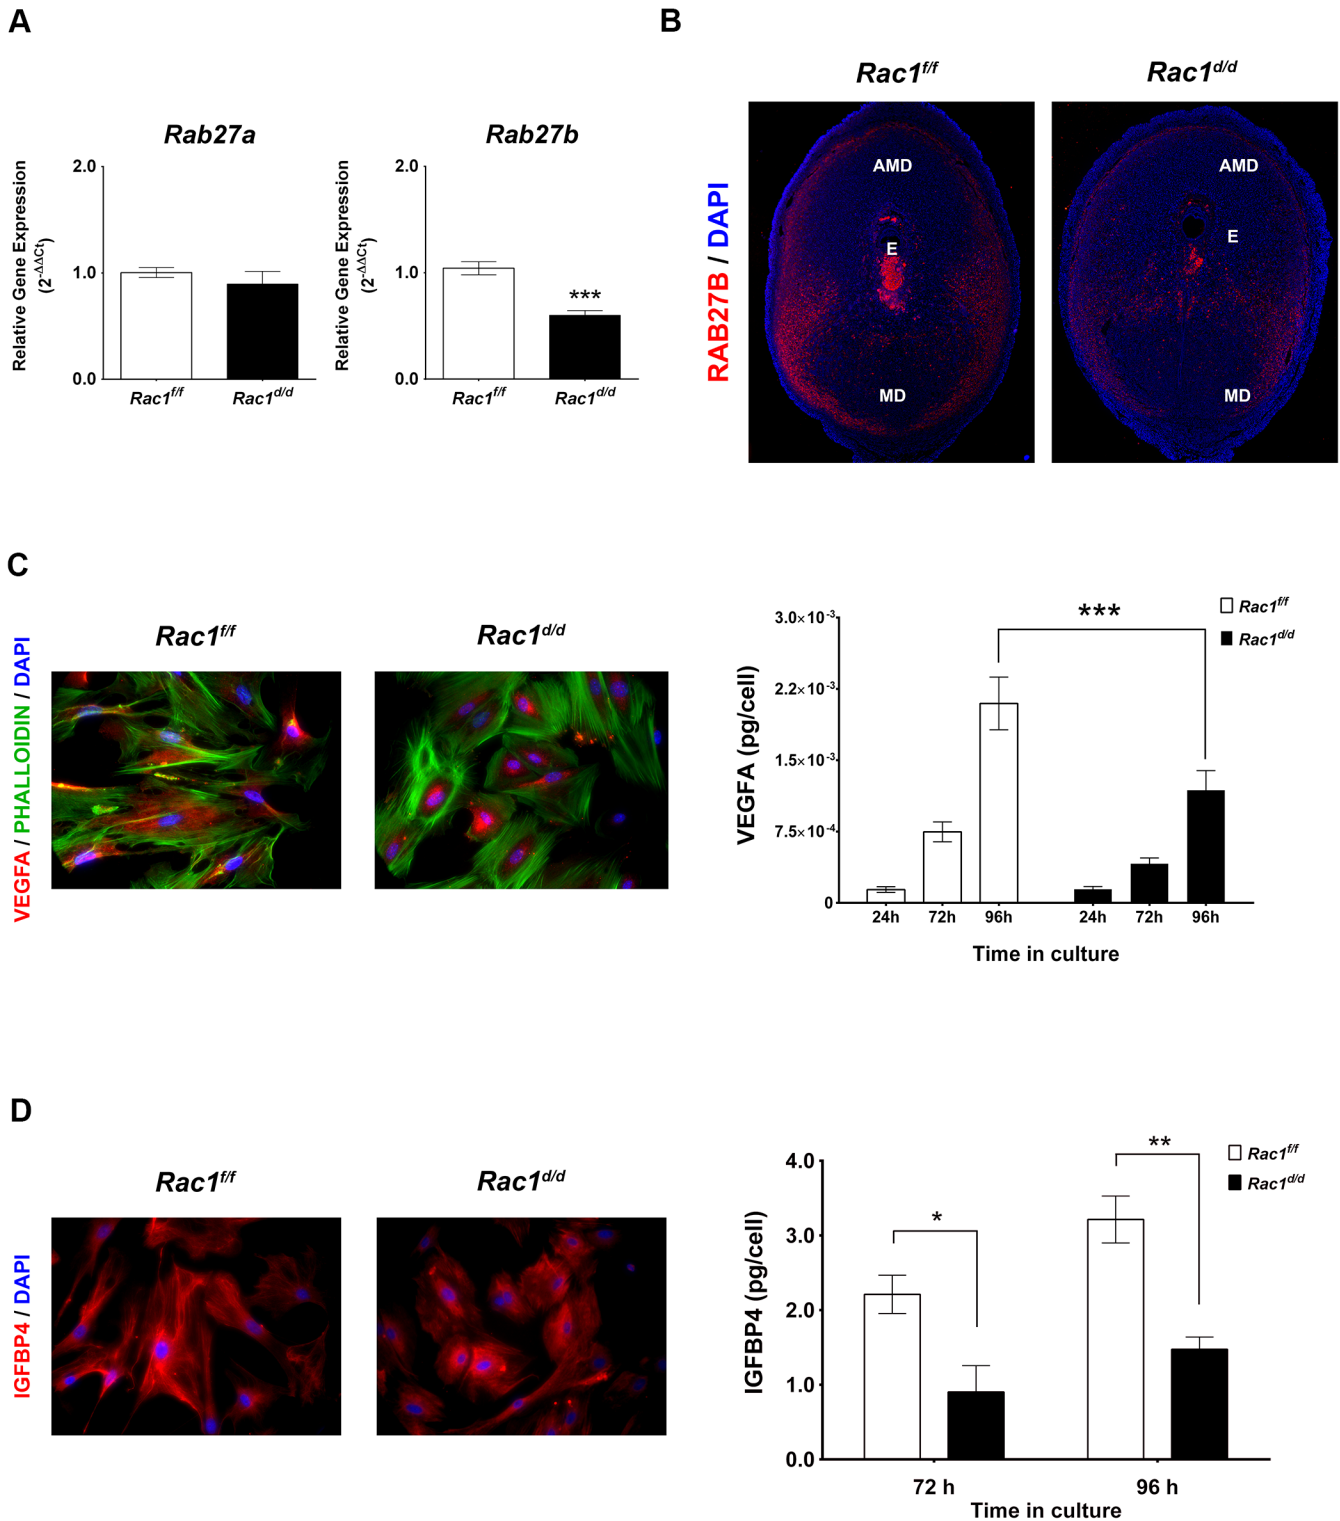 A
B
Rac1f/f
Rac1d/d
Rab27a
Rab27b
Relative Gene Expression
(2-ΔΔCt)
2.0
1.0
0.0
Rac1f/f
Rac1d/d
Relative Gene Expression
(2-ΔΔCt)
2.0
1.0
0.0
***
Rac1f/f
Rac1d/d
RAB27B / DAPI
AMD
E
MD
AMD
E
MD
C
Rac1f/f
Rac1d/d
VEGFA / PHALLOIDIN / DAPI
VEGFA (pg/cell)
3.0×10-3
2.2×10-3
1.5×10-3
7.5×10-4
0
***
Rac1f/f
Rac1d/d
24h
72h
96h
24h
72h
96h
Time in culture
D
Rac1f/f
Rac1d/d
IGFBP4 / DAPI
IGFBP4 (pg/cell)
4.0
3.0
2.0
1.0
0.0
*
**
Rac1f/f
Rac1d/d
72 h
96 h
Time in culture